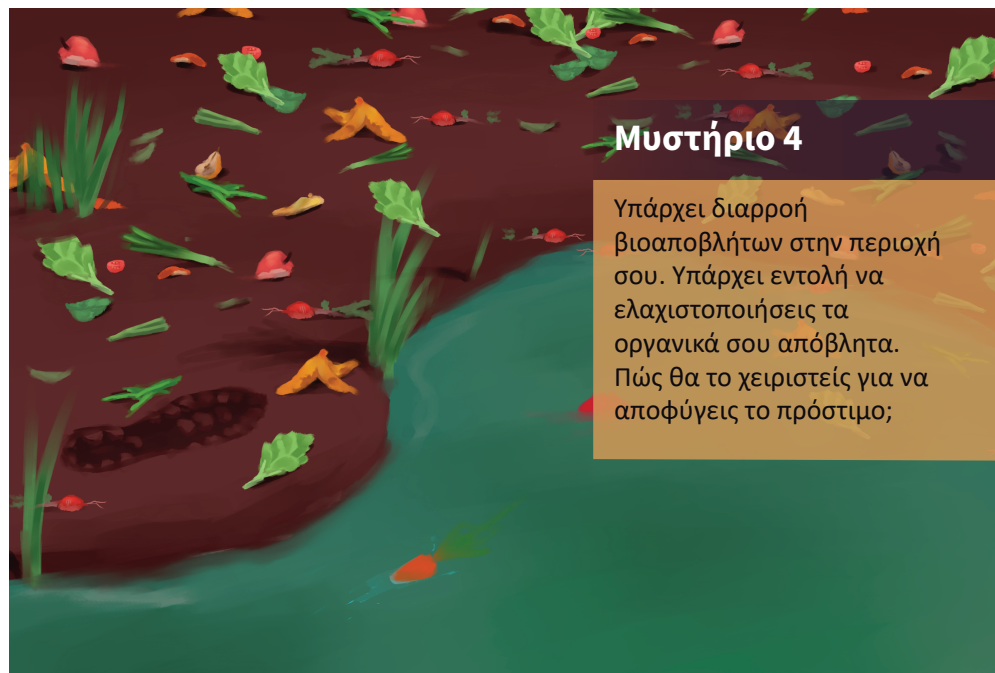 Μυστήριο 4
Υπάρχει διαρροή
βιοαποβλήτων στην περιοχή
σου. Υπάρχει εντολή να
ελαχιστοποιήσεις τα
οργανικά σου απόβλητα.
Πώς θα το χειριστείς για να
αποφύγεις το πρόστιμο;